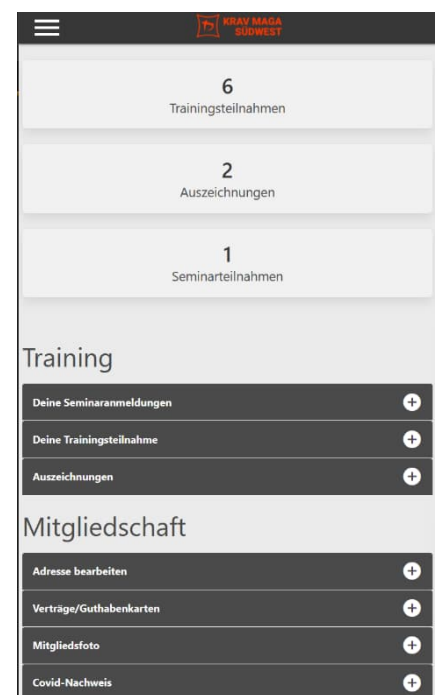 KRAV MAGA
SÜDWEST
6
Trainingsteilnahmen
2
Auszeichnungen
1
Seminarteilnahmen
Training
Deine Seminaranmeldungen
Deine Trainingsteilnahme
Auszeichnungen
Mitgliedschaft
Adresse bearbeiten
Verträge/Guthabenkarten
Mitgliedsfoto
Covid-Nachweis